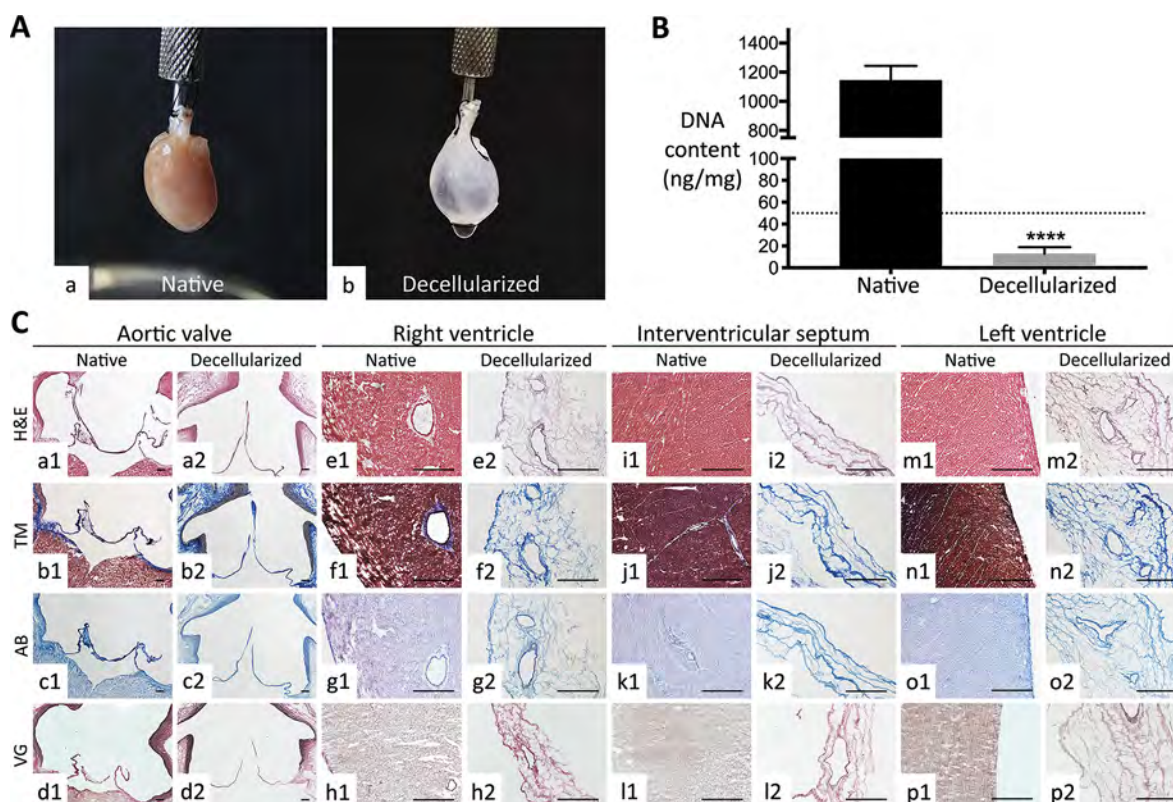 A
a
Native
b
Decellularized
B
DNA
content
(ng/mg)
1400
1200
1000
800
100
80
60
40
20
0
****
Native
Decellularized
C
Aortic valve
Right ventricle
Interventricular septum
Left ventricle
Native
Decellularized
Native
Decellularized
Native
Decellularized
Native
Decellularized
H&E
a1
a2
e1
e2
i1
i2
m1
m2
TM
b1
b2
f1
f2
j1
j2
n1
n2
AB
c1
c2
g1
g2
k1
k2
o1
o2
VG
d1
d2
h1
h2
l1
l2
p1
p2